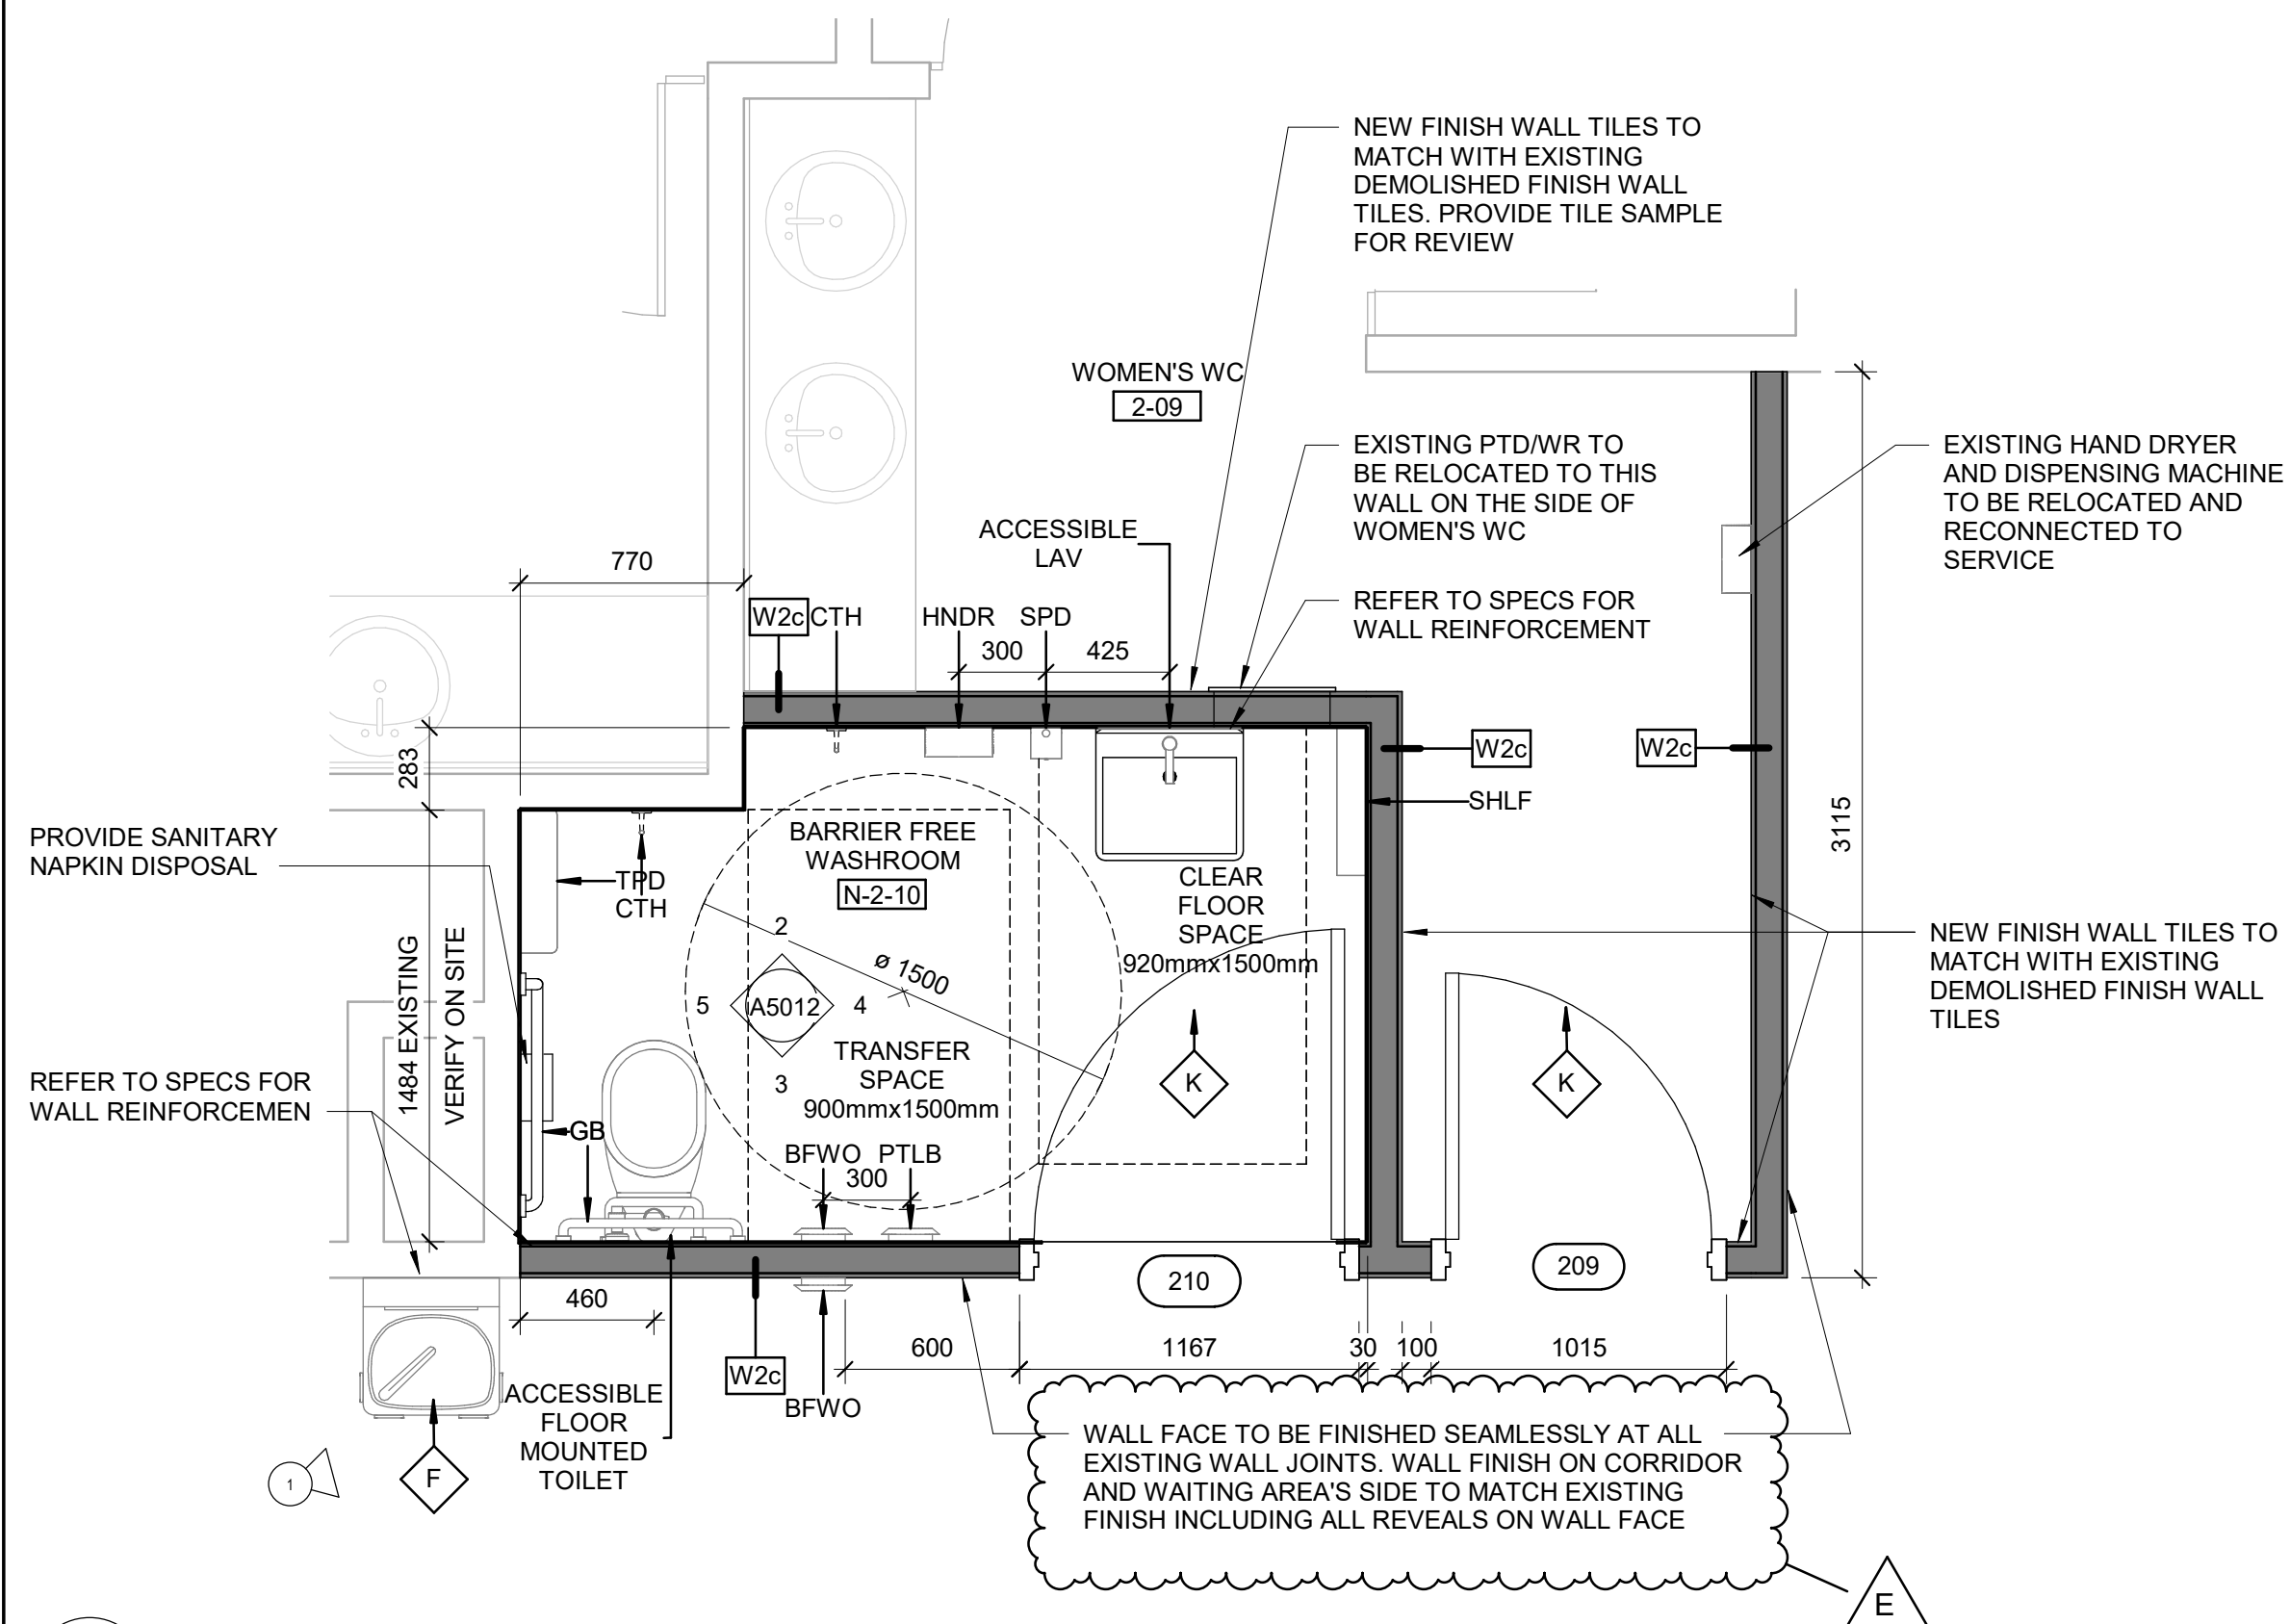 NEW FINISH WALL TILES TO
MATCH WITH EXISTING
DEMOLISHED FINISH WALL
TILES. PROVIDE TILE SAMPLE
FOR REVIEW
WOMEN'S WC
2-09
EXISTING PTD/WR TO
BE RELOCATED TO THIS
WALL ON THE SIDE OF
WOMEN'S WC
EXISTING HAND DRYER
AND DISPENSING MACHINE
TO BE RELOCATED AND
RECONNECTED TO
SERVICE
ACCESSIBLE
LAV
770
REFER TO SPECS FOR
WALL REINFORCEMENT
W2c
CTH
HNDR
SPD
300
425
283
W2c
W2c
SHLF
3115
PROVIDE SANITARY
NAPKIN DISPOSAL
BARRIER FREE
WASHROOM
N-2-10
TPD
CTH
CLEAR
FLOOR
SPACE
920mmx1500mm
2
5
A5012
4
3
ø 1500
1484 EXISTING
VERIFY ON SITE
NEW FINISH WALL TILES TO
MATCH WITH EXISTING
DEMOLISHED FINISH WALL
TILES
TRANSFER
SPACE
900mmx1500mm
K
K
REFER TO SPECS FOR
WALL REINFORCEMEN
GB
BFWO
PTLB
300
210
209
460
600
1167
30
100
1015
W2c
BFWO
ACCESSIBLE
FLOOR
MOUNTED
TOILET
F
1
WALL FACE TO BE FINISHED SEAMLESSLY AT ALL
EXISTING WALL JOINTS. WALL FINISH ON CORRIDOR
AND WAITING AREA'S SIDE TO MATCH EXISTING
FINISH INCLUDING ALL REVEALS ON WALL FACE
E